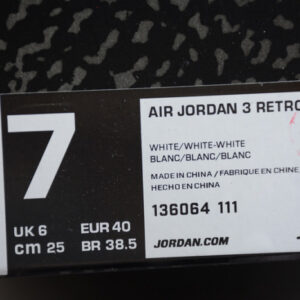 7
UK 6 EUR 40
cm 25 BR 38.5
AIR JORDAN 3 RETRO
WHITE/WHITE-WHITE
BLANC/BLANC/BLANC
MADE IN CHINA / FABRIQUE EN CHINE
HECHO EN CHINA
136064 111
JORDAN.COM